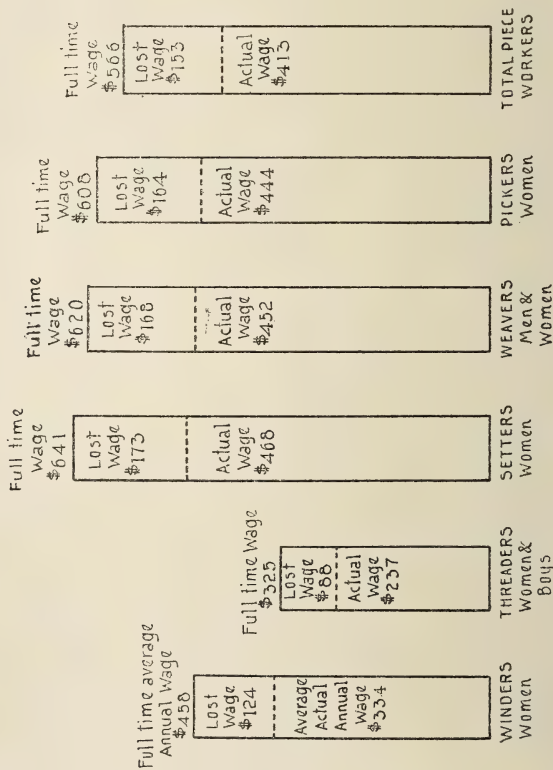 Full time average
Annual Wage
$458
Lost
Wage
$124
Average
Actual
Annual
Wage
$334
WINDERS
Women
Full time Wage
$325
Lost
Wage
$88
Actual
Wage
$237
THREADERS
Women &
Boys
Full time
Wage
$641
Lost
Wage
$173
Actual
Wage
$468
SETTERS
Women
Full time
Wage
$620
Lost
Wage
$168
Actual
Wage
$452
WEAVERS
Men &
Women
Full time
Wage
$608
Lost
Wage
$164
Actual
Wage
$444
PICKERS
Women
Full time
Wage
$566
Lost
Wage
$153
Actual
Wage
$413
TOTAL PIECE
WORKERS